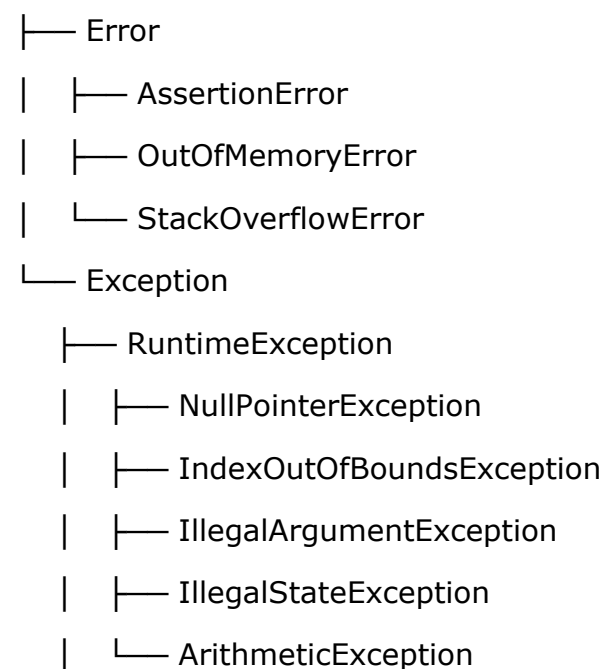 ├── Error
│   ├── AssertionError
│   ├── OutOfMemoryError
│   └── StackOverflowError
└── Exception
    ├── RuntimeException
    │   ├── NullPointerException
    │   ├── IndexOutOfBoundsException
    │   ├── IllegalArgumentException
    │   ├── IllegalStateException
    │   └── ArithmeticException